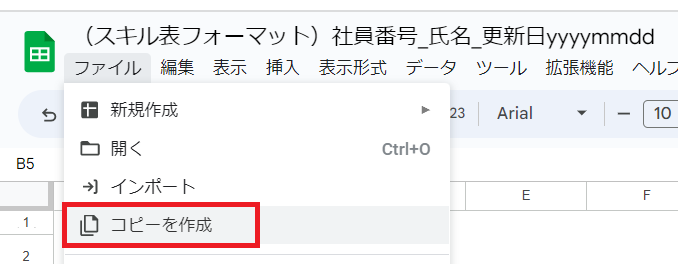 （スキル表フォーマット）社員番号_氏名_更新日yyyymmdd
ファイル 編集 表示 挿入 表示形式 データ ツール 拡張機能 ヘルプ
新規作成 ► 23 Arial 10
開く Ctrl+O
B5
インポート
E F
1 コピーを作成
2